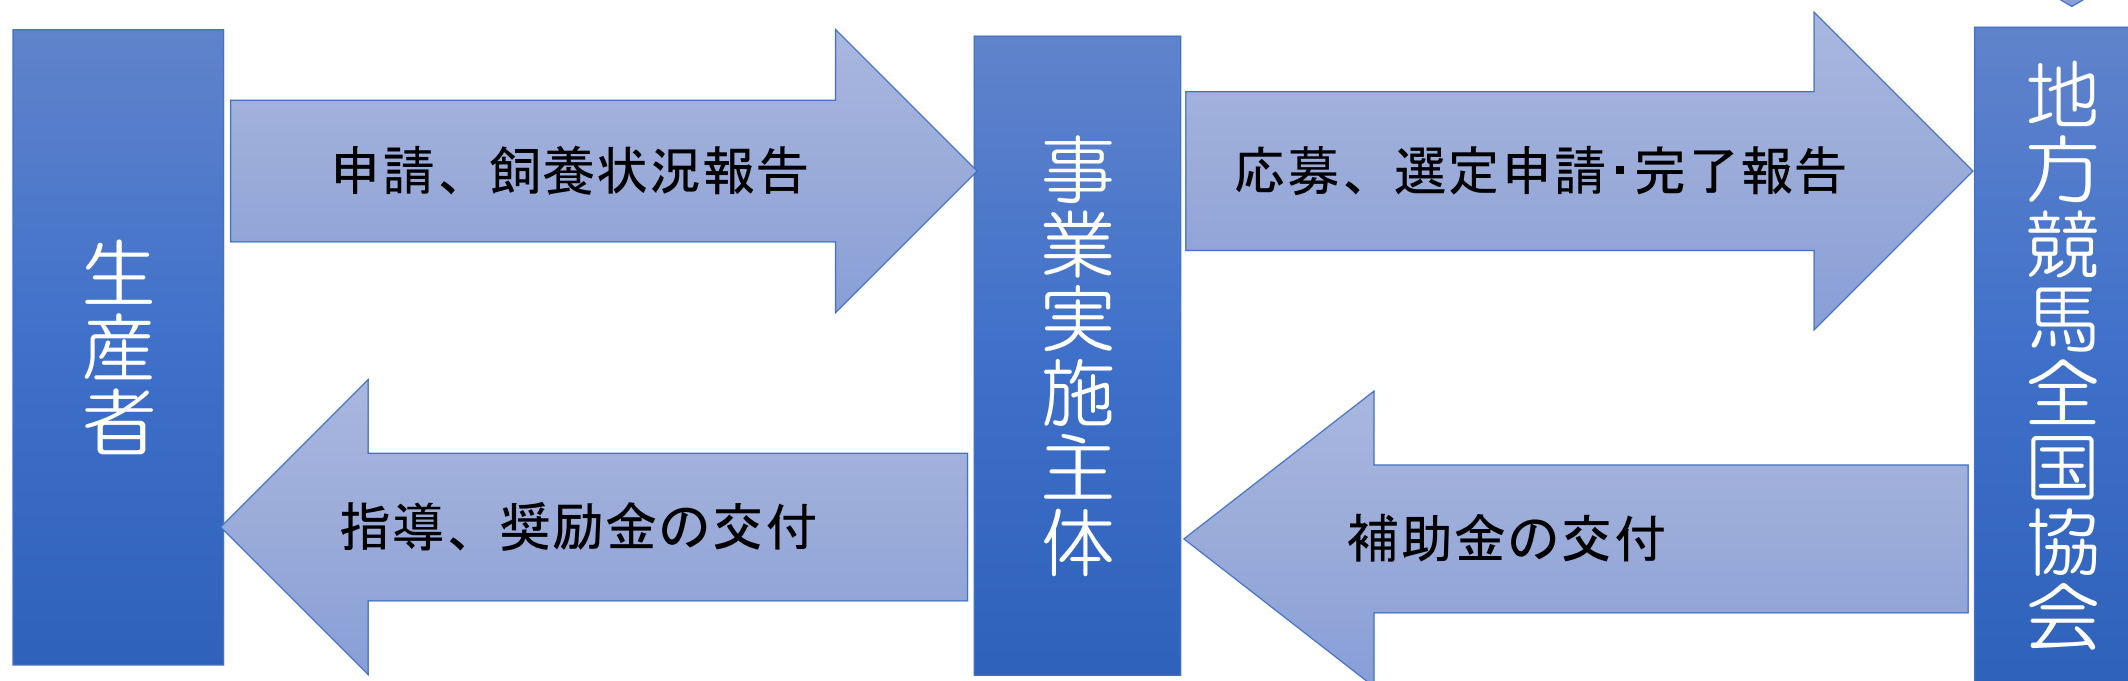 生産者
申請、飼養状況報告
指導、奨励金の交付
事業実施主体
応募、選定申請・完了報告
補助金の交付
地方競馬全国協会